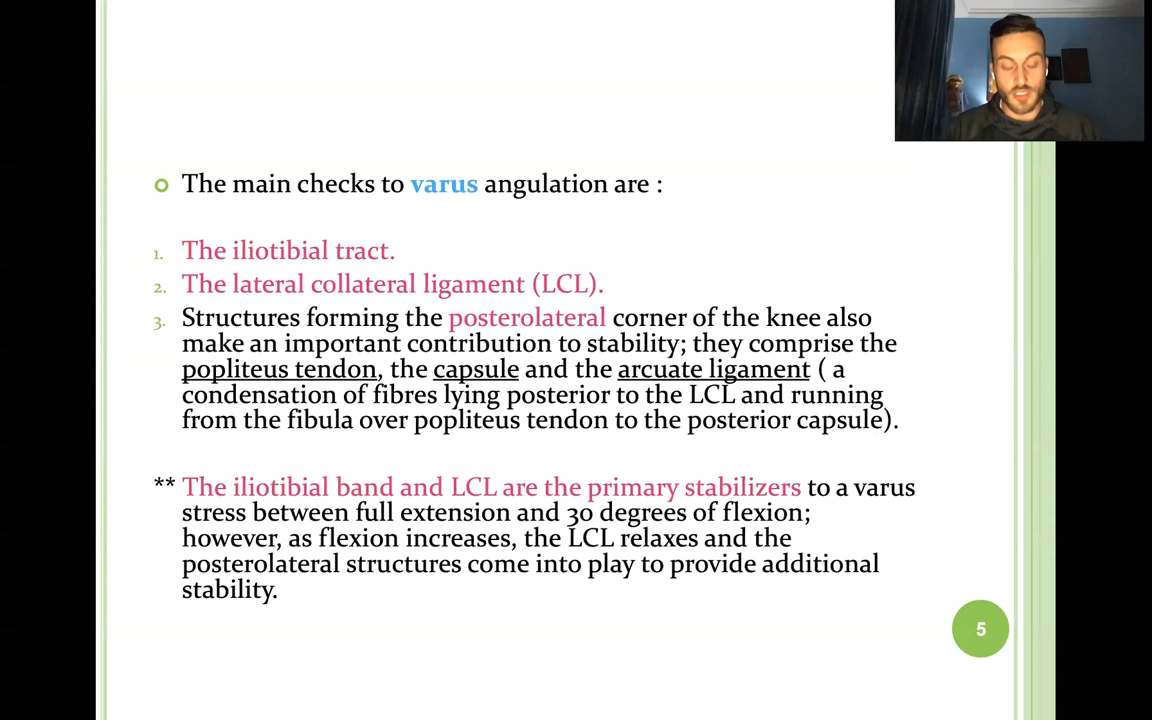 The main checks to varus angulation are :
1. The iliotibial tract.
2. The lateral collateral ligament (LCL).
3. Structures forming the posterolateral corner of the knee also
make an important contribution to stability; they comprise the
popliteus tendon, the capsule and the arcuate ligament ( a
condensation of fibres lying posterior to the LCL and running
from the fibula over popliteus tendon to the posterior capsule).
** The iliotibial band and LCL are the primary stabilizers to a varus
stress between full extension and 30 degrees of flexion;
however, as flexion increases, the LCL relaxes and the
posterolateral structures come into play to provide additional
stability.
5